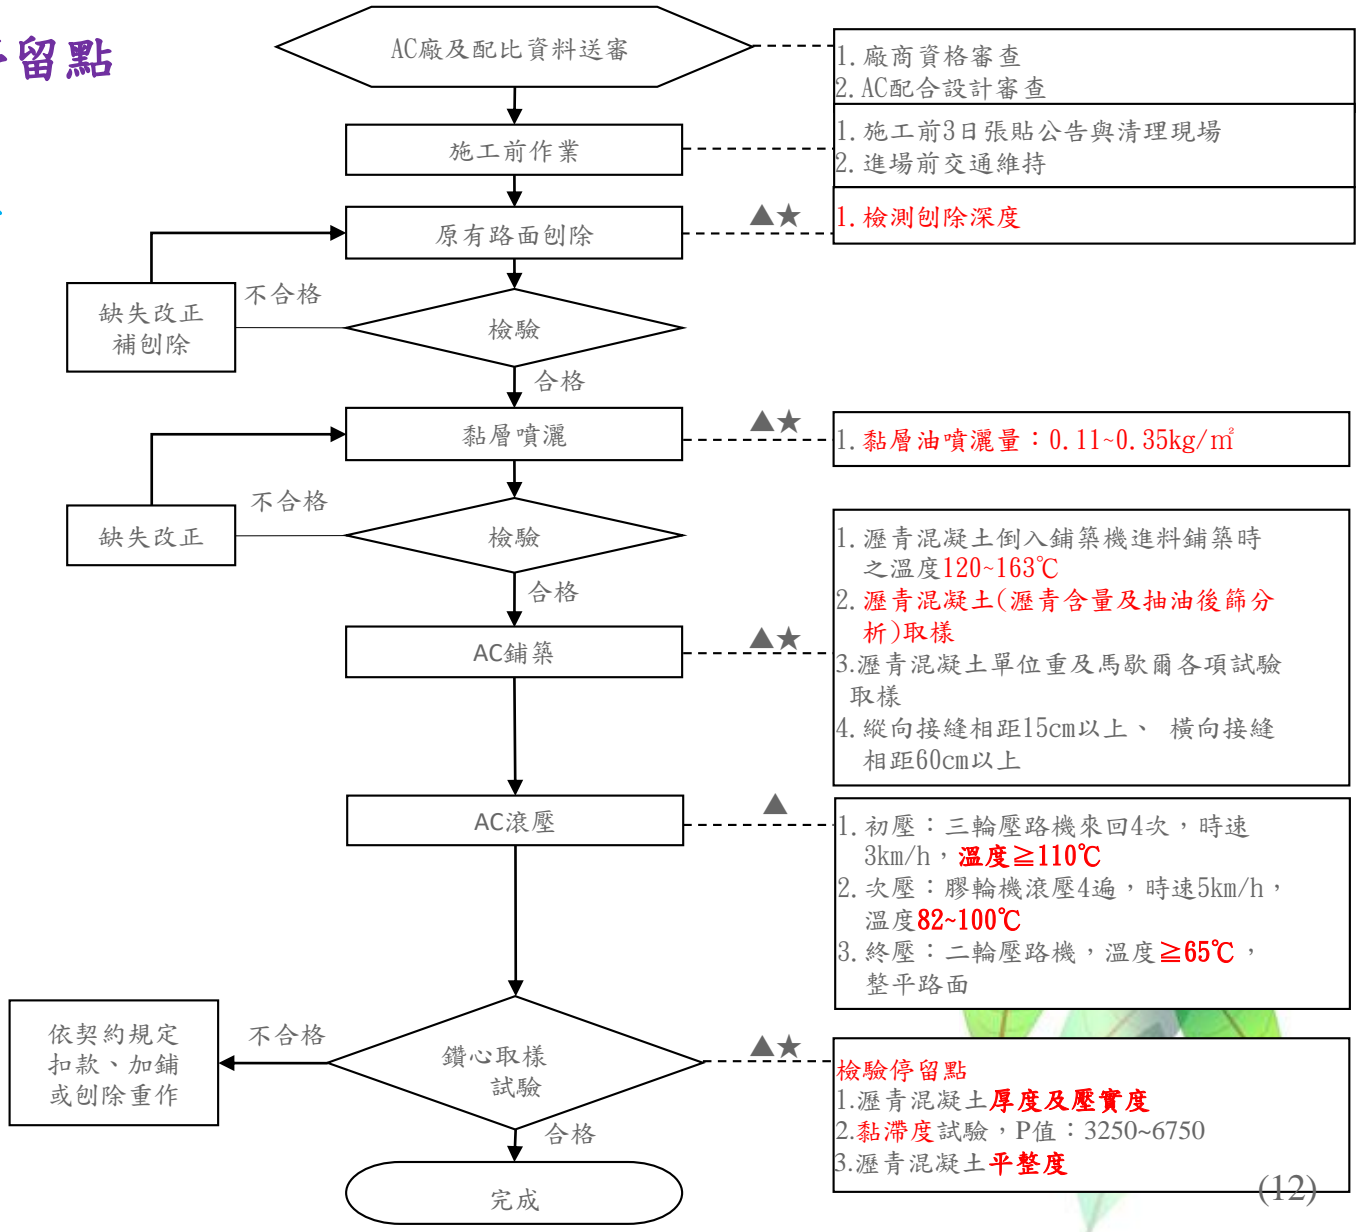 留點
AC廠及配比資料送審
1. 廠商資格審查
2. AC配合設計審查
施工前作業
1. 施工前3日張貼公告與清理現場
2. 進場前交通維持
原有路面刨除
▲★
1. 檢測刨除深度
缺失改正
補刨除
不合格
檢驗
合格
黏層噴灑
▲★
1. 黏層油噴灑量：0.11~0.35kg/㎡
缺失改正
不合格
檢驗
合格
AC鋪築
▲★
1. 瀝青混凝土倒入鋪築機進料鋪築時
之溫度120~163℃
2. 瀝青混凝土(瀝青含量及抽油後篩分
析)取樣
3.瀝青混凝土單位重及馬歇爾各項試驗
取樣
4. 縱向接縫相距15cm以上、 橫向接縫
相距60cm以上
AC滾壓
▲
1. 初壓：三輪壓路機來回4次，時速
3km/h，溫度≧110℃
2. 次壓：膠輪機滾壓4遍，時速5km/h，
溫度82~100℃
3. 終壓：二輪壓路機，溫度≧65℃，
整平路面
依契約規定
扣款、加鋪
或刨除重作
不合格
鑽心取樣
試驗
▲★
檢驗停留點
1.瀝青混凝土厚度及壓實度
2.黏滯度試驗，P值：3250~6750
3.瀝青混凝土平整度
合格
完成
(12)